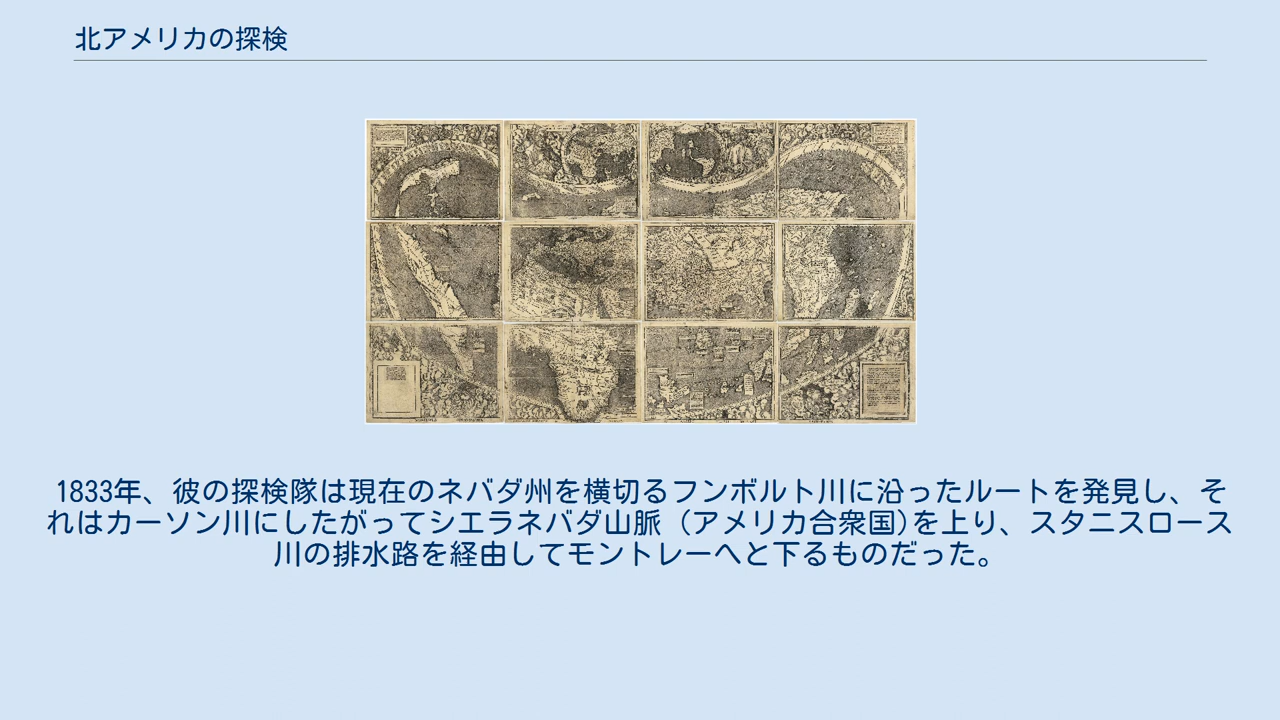 北アメリカの探検
1833年、彼の探検隊は現在のネバダ州を横切るフンボルト川に沿ったルートを発見し、そ
れはカーソン川にしたがってシエラネバダ山脈 (アメリカ合衆国)を上り、スタニスロース
川の排水路を経由してモントレーへと下るものだった。